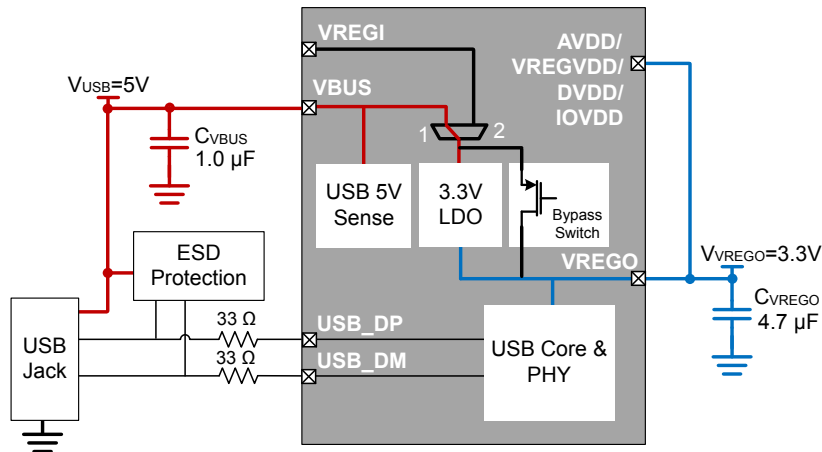 VREGI
AVDD/
VREGVDD/
DVDD/
IOVDD
VUSB=5V
VBUS
1
2
CVBUS
1.0 µF
USB 5V
Sense
3.3V
LDO
Bypass
Switch
ESD
Protection
VREGO
VVREGO=3.3V
CVREGO
4.7 µF
USB
Jack
33 Ω
USB_DP
33 Ω
USB_DM
USB Core &
PHY